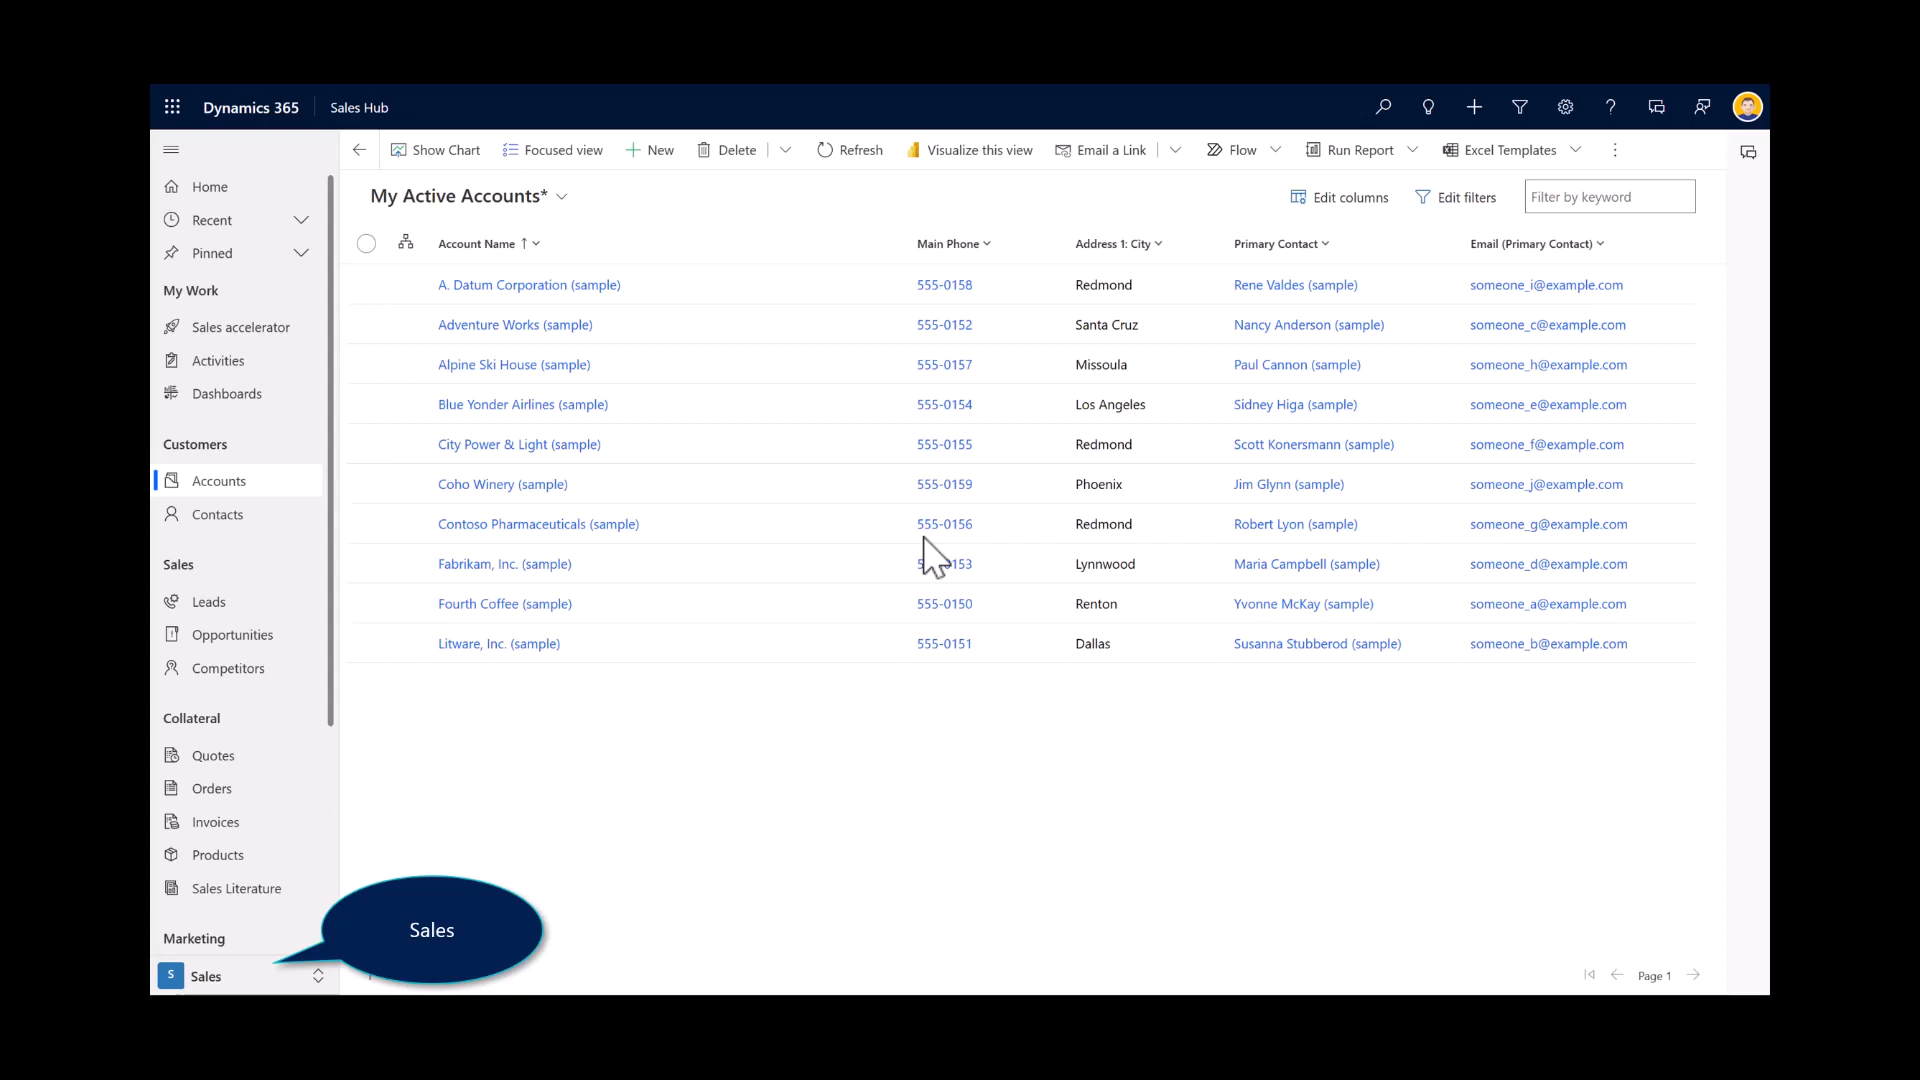 Dynamics 365 Sales Hub
Show Chart Focused view New Delete Refresh Visualize this view Email a Link Flow Run Report Excel Templates
Home
Recent
Pinned
My Work
Sales accelerator
Activities
Dashboards
Customers
Accounts
Contacts
Sales
Leads
Opportunities
Competitors
Collateral
Quotes
Orders
Invoices
Products
Sales Literature
Marketing
S Sales
My Active Accounts* Edit columns Edit filters Filter by keyword
Account Name Main Phone Address 1: City Primary Contact Email (Primary Contact)
A. Datum Corporation (sample) 555-0158 Redmond Rene Valdes (sample) someone_i@example.com
Adventure Works (sample) 555-0152 Santa Cruz Nancy Anderson (sample) someone_c@example.com
Alpine Ski House (sample) 555-0157 Missoula Paul Cannon (sample) someone_h@example.com
Blue Yonder Airlines (sample) 555-0154 Los Angeles Sidney Higa (sample) someone_e@example.com
City Power & Light (sample) 555-0155 Redmond Scott Konersmann (sample) someone_f@example.com
Coho Winery (sample) 555-0159 Phoenix Jim Glynn (sample) someone_j@example.com
Contoso Pharmaceuticals (sample) 555-0156 Redmond Robert Lyon (sample) someone_g@example.com
Fabrikam, Inc. (sample) Lynnwood Maria Campbell (sample) someone_d@example.com
Fourth Coffee (sample) 555-0150 Renton Yvonne McKay (sample) someone_a@example.com
Litware, Inc. (sample) 555-0151 Dallas Susanna Stubberod (sample) someone_b@example.com
Sales
Page 1